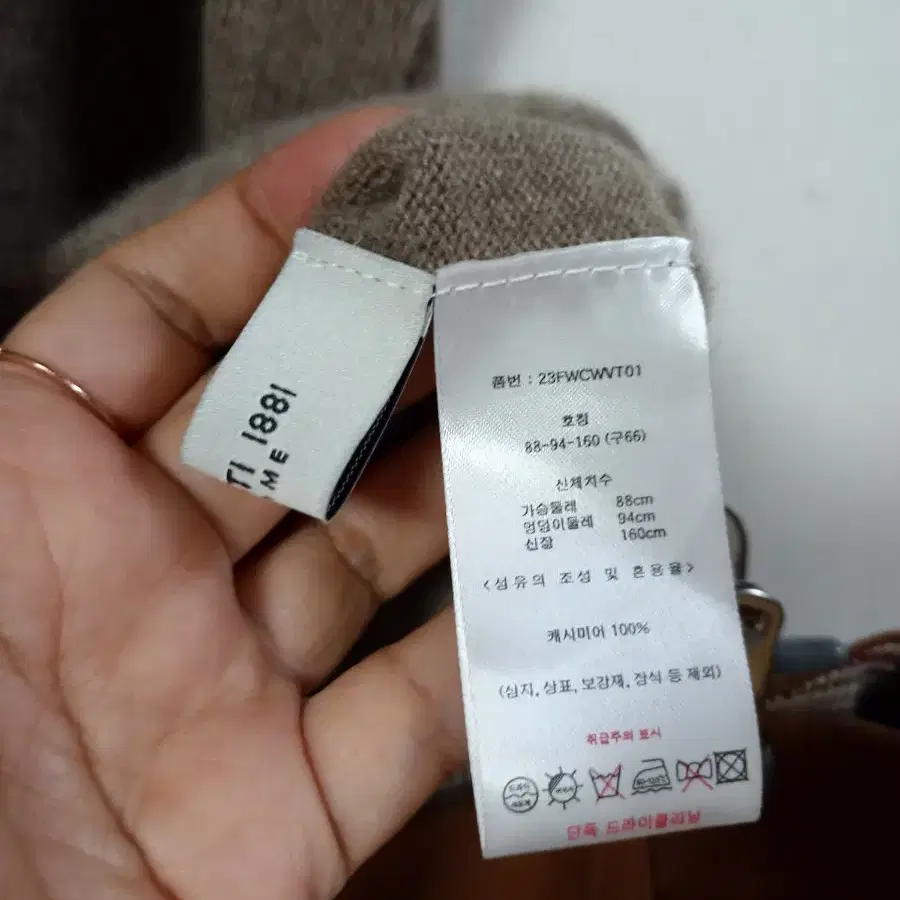 TI 1881
ME
품번 : 23FWCWVT01
호칭
88-94-160 (구66)
신체치수
가슴둘레 88cm
엉덩이둘레 94cm
신장 160cm
<섬유의 조성 및 혼용율>
캐시미어 100%
(심지, 상표, 보강재, 장식 등 제외)
취급주의 표시
단독 드라이클리닝